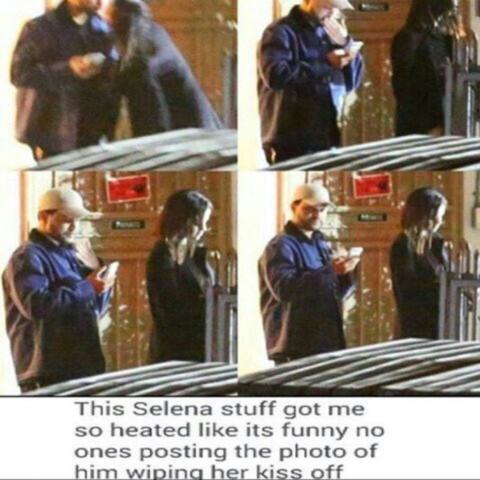 This Selena stuff got me
so heated like its funny no
ones posting the photo of
him wiping her kiss off